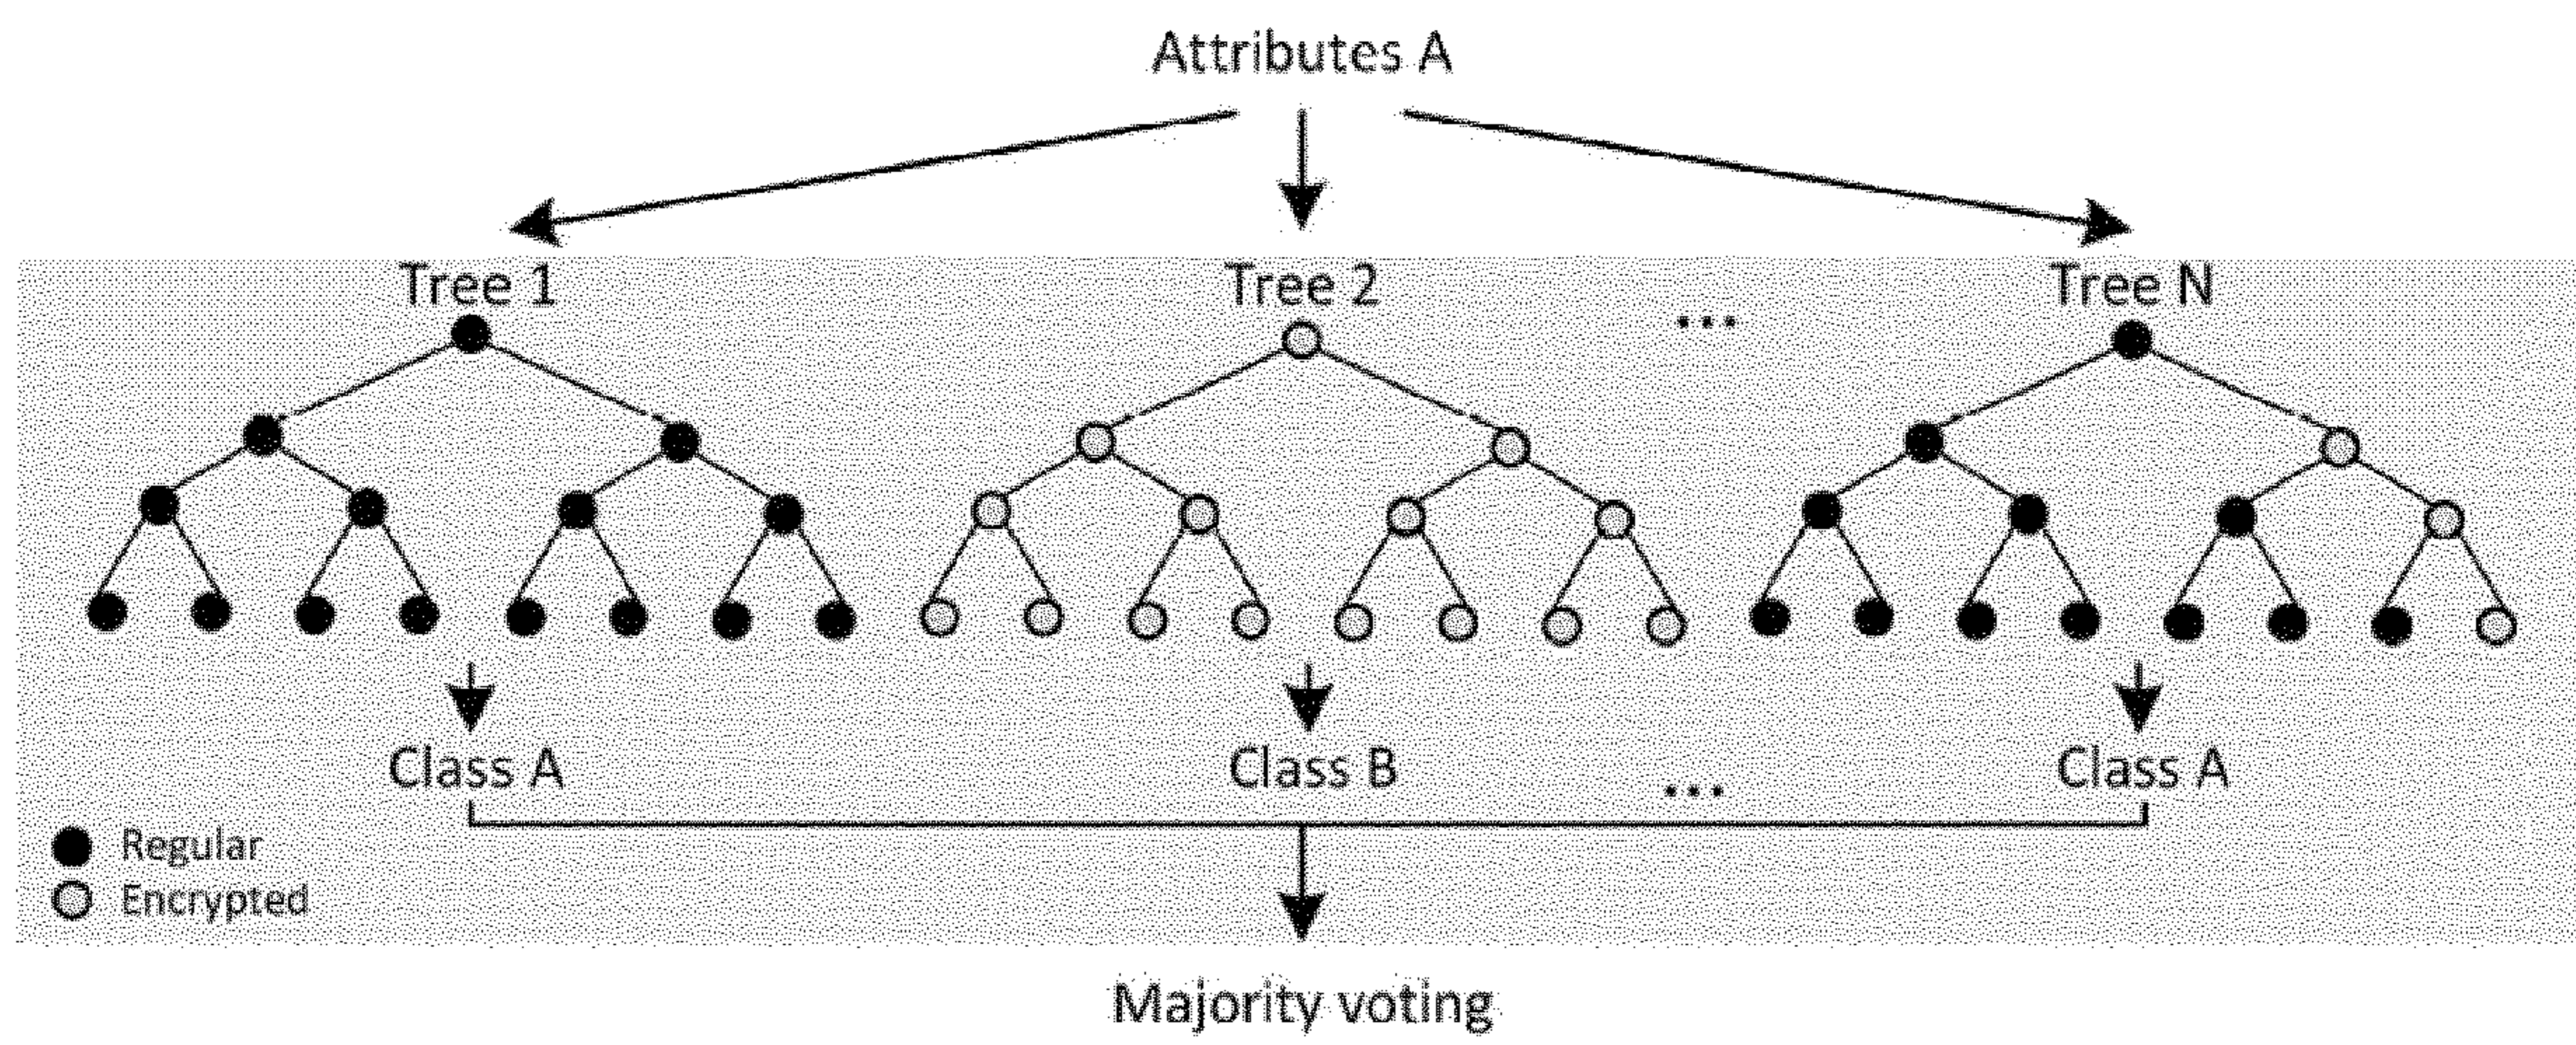 Attributes A
Tree 1
Tree 2
...
Tree N
Class A
Class B
...
Class A
Regular
Encrypted
Majority voting